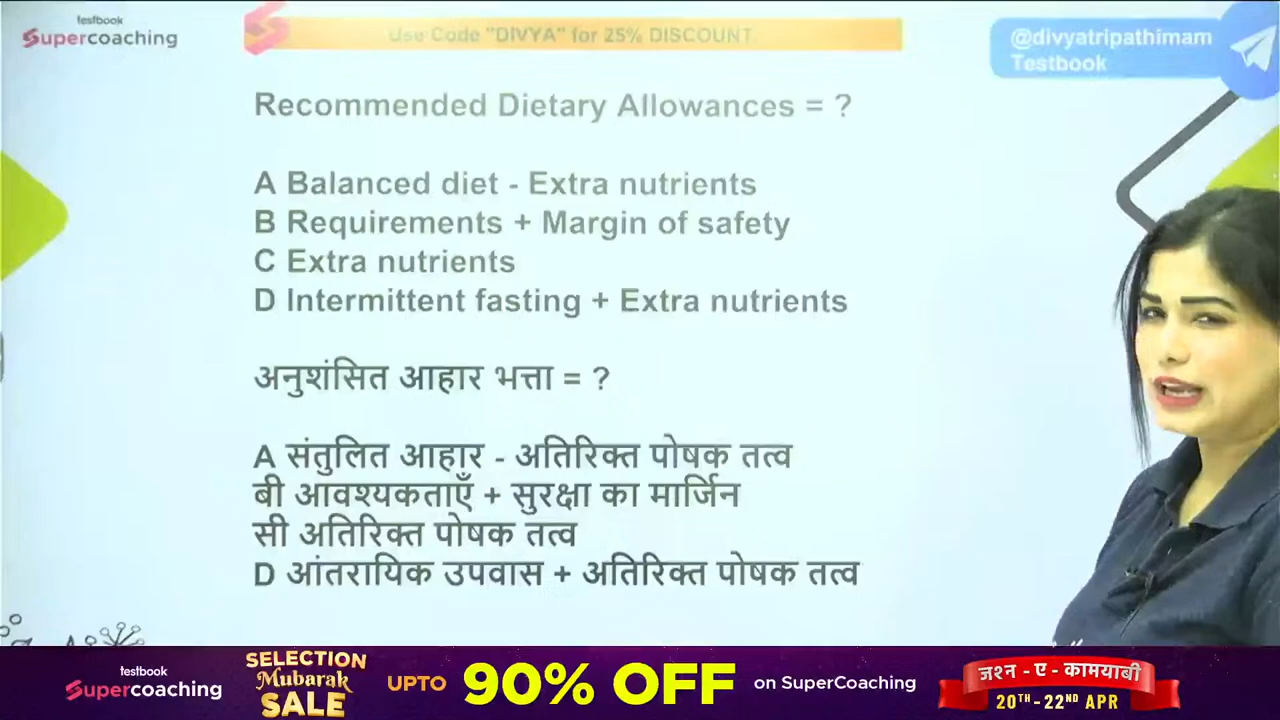 testbook
Supercoaching
Use Code "DIVYA" for 25% DISCOUNT
@divyatripathimam
Testbook
Recommended Dietary Allowances = ?
A Balanced diet - Extra nutrients
B Requirements + Margin of safety
C Extra nutrients
D Intermittent fasting + Extra nutrients
अनुशंसित आहार भत्ता = ?
A संतुलित आहार - अतिरिक्त पोषक तत्व
बी आवश्यकताएँ + सुरक्षा का मार्जिन
सी अतिरिक्त पोषक तत्व
D आंतरायिक उपवास + अतिरिक्त पोषक तत्व
testbook
Supercoaching
SELECTION
Mubarak
SALE
UPTO 90% OFF on SuperCoaching
जश्न - ए - कामयाबी
20TH - 22ND APR